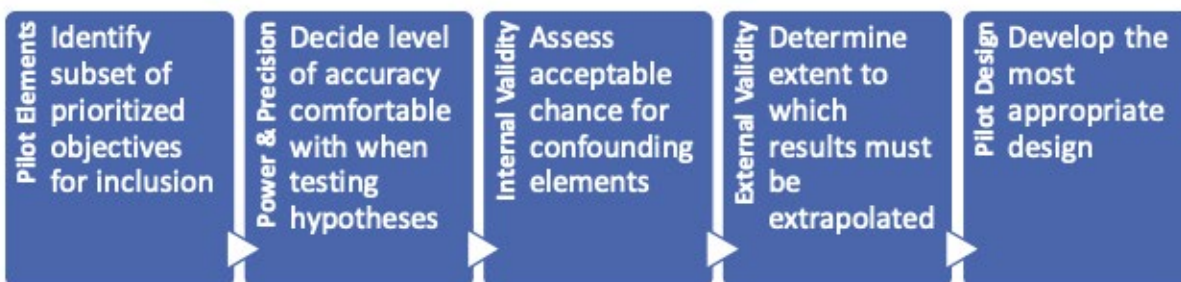 Pilot Elements
Identify
subset of
prioritized
objectives
for inclusion
Power & Precision
Decide level
of accuracy
comfortable
with when
testing
hypotheses
Internal Validity
Assess
acceptable
chance for
confounding
elements
External Validity
Determine
extent to
which
results must
be
extrapolated
Pilot Design
Develop the
most
appropriate
design